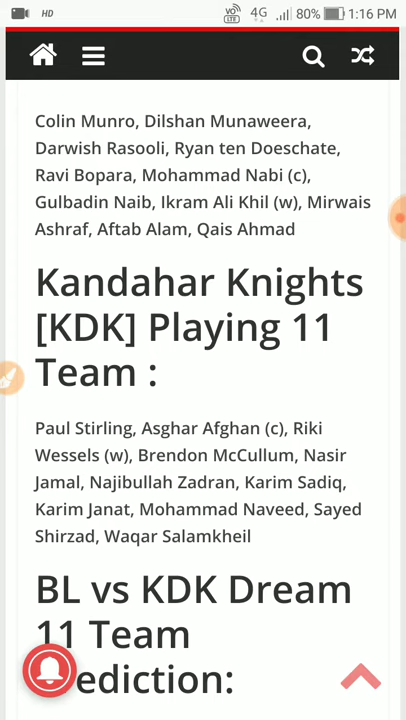 HD VO LTE 4G 80% 1:16 PM
Colin Munro, Dilshan Munaweera,
Darwish Rasooli, Ryan ten Doeschate,
Ravi Bopara, Mohammad Nabi (c),
Gulbadin Naib, Ikram Ali Khil (w), Mirwais
Ashraf, Aftab Alam, Qais Ahmad
Kandahar Knights
[KDK] Playing 11
Team :
Paul Stirling, Asghar Afghan (c), Riki
Wessels (w), Brendon McCullum, Nasir
Jamal, Najibullah Zadran, Karim Sadiq,
Karim Janat, Mohammad Naveed, Sayed
Shirzad, Waqar Salamkheil
BL vs KDK Dream
11 Team
ediction: